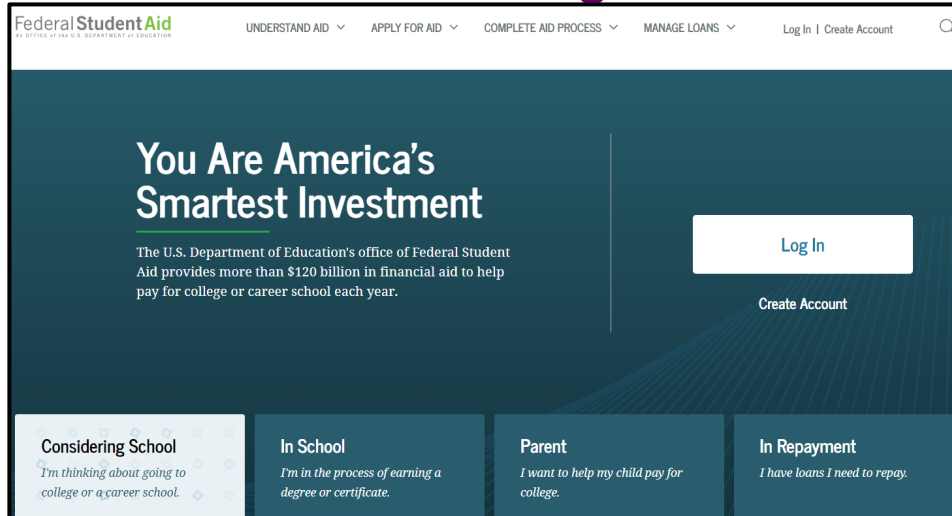 Federal Student Aid
An OFFICE of the U.S. DEPARTMENT of EDUCATION
UNDERSTAND AID
APPLY FOR AID
COMPLETE AID PROCESS
MANAGE LOANS
Log In | Create Account
You Are America's
Smartest Investment
The U.S. Department of Education's office of Federal Student
Aid provides more than $120 billion in financial aid to help
pay for college or career school each year.
Log In
Create Account
Considering School
I'm thinking about going to
college or a career school.
In School
I'm in the process of earning a
degree or certificate.
Parent
I want to help my child pay for
college.
In Repayment
I have loans I need to repay.